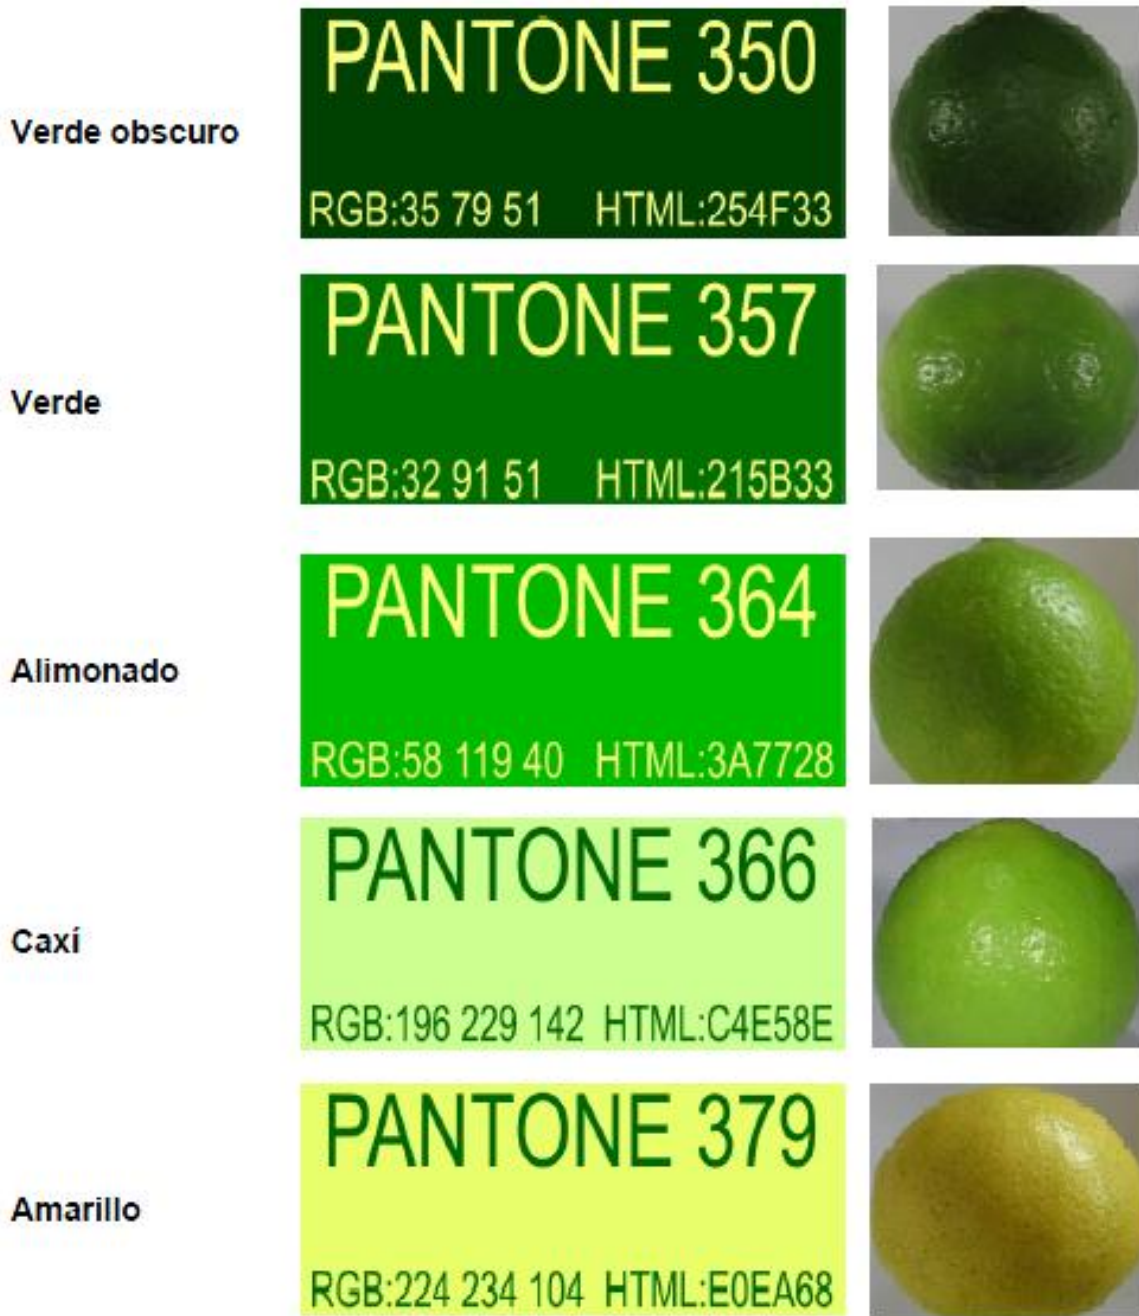 Verde obscuro
PANTONE 350
RGB:35 79 51 HTML:254F33
Verde
PANTONE 357
RGB:32 91 51 HTML:215B33
Alimonado
PANTONE 364
RGB:58 119 40 HTML:3A7728
Caxí
PANTONE 366
RGB:196 229 142 HTML:C4E58E
Amarillo
PANTONE 379
RGB:224 234 104 HTML:E0EA68